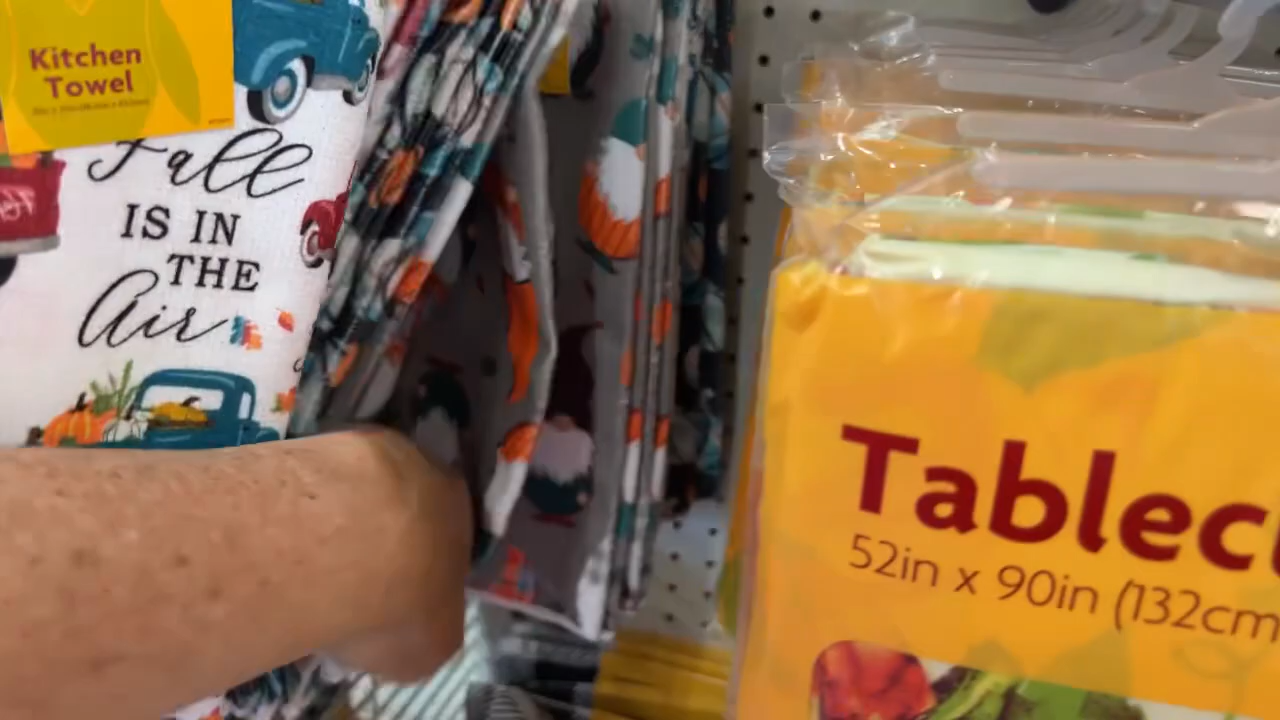 Kitchen
Towel
Fall
IS IN
THE
Air
Tablec
52in x 90in (132cm